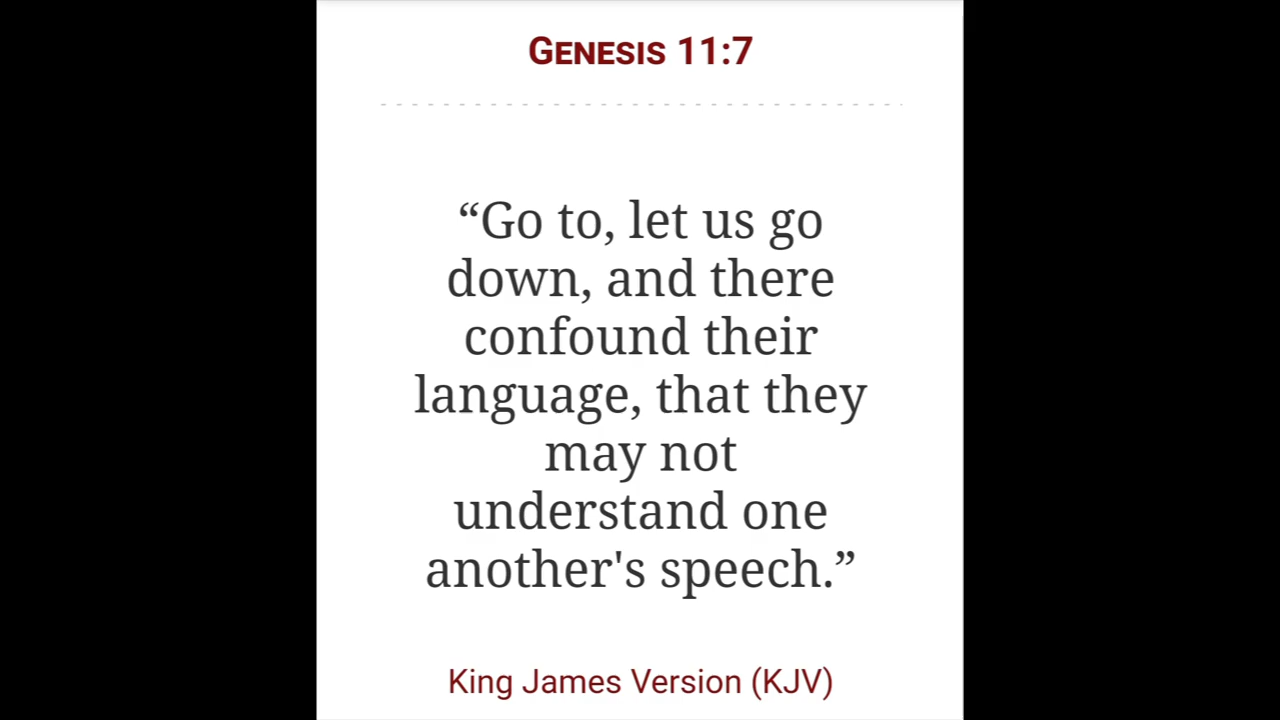 Genesis 11:7
“Go to, let us go
down, and there
confound their
language, that they
may not
understand one
another's speech.”
King James Version (KJV)